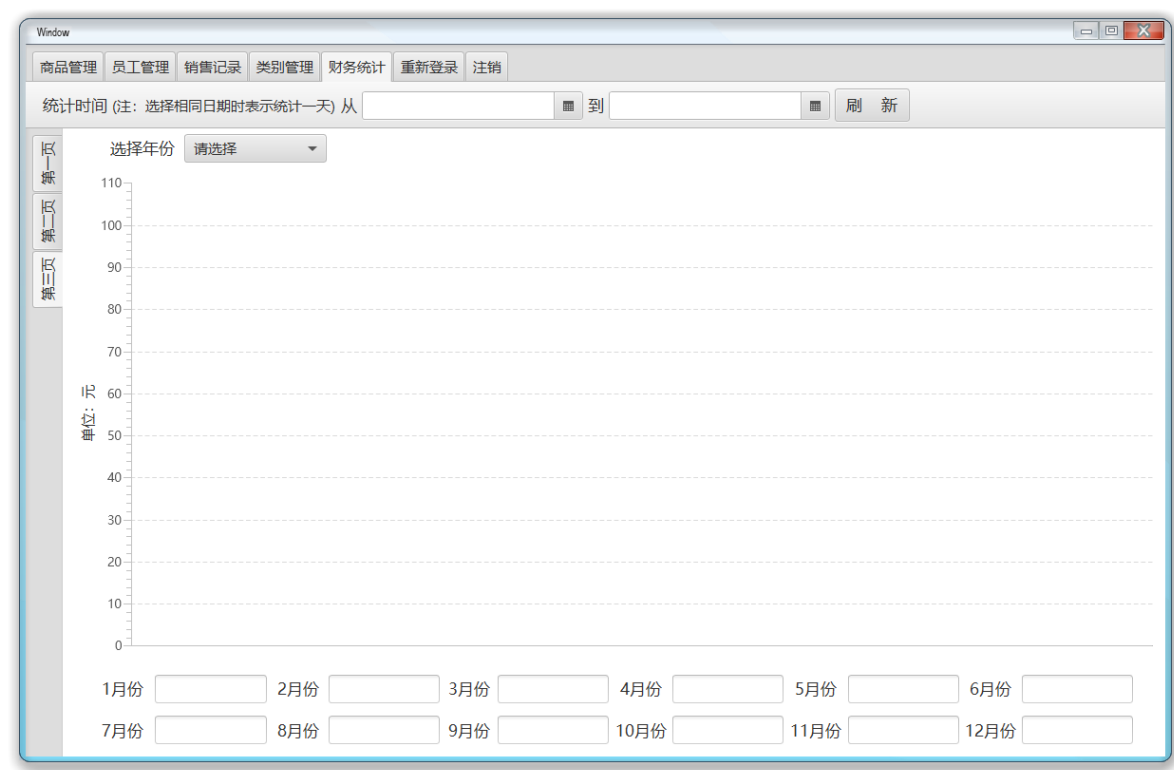 Window
商品管理 员工管理 销售记录 类别管理 财务统计 重新登录 注销
统计时间 (注：选择相同日期时表示统计一天) 从 到 刷 新
第一页
第二页
第三页
选择年份 请选择
110
100
90
80
70
60
50
40
30
20
10
0
单位：元
1月份 2月份 3月份 4月份 5月份 6月份
7月份 8月份 9月份 10月份 11月份 12月份